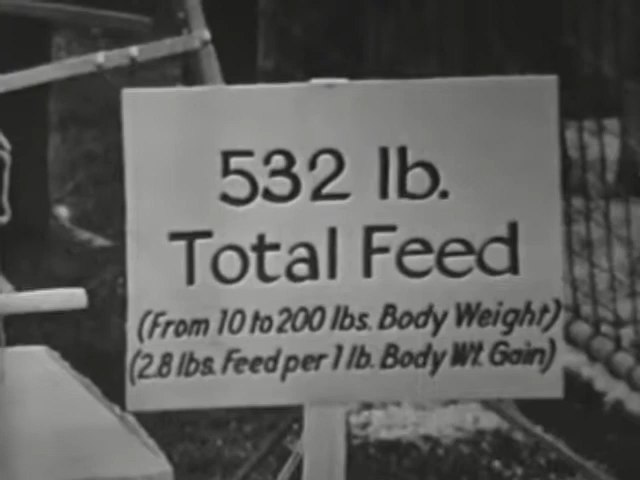 532 lb.
Total Feed
(From 10 to 200 lbs. Body Weight)
(2.8 lbs. Feed per 1 lb. Body Wt. Gain)